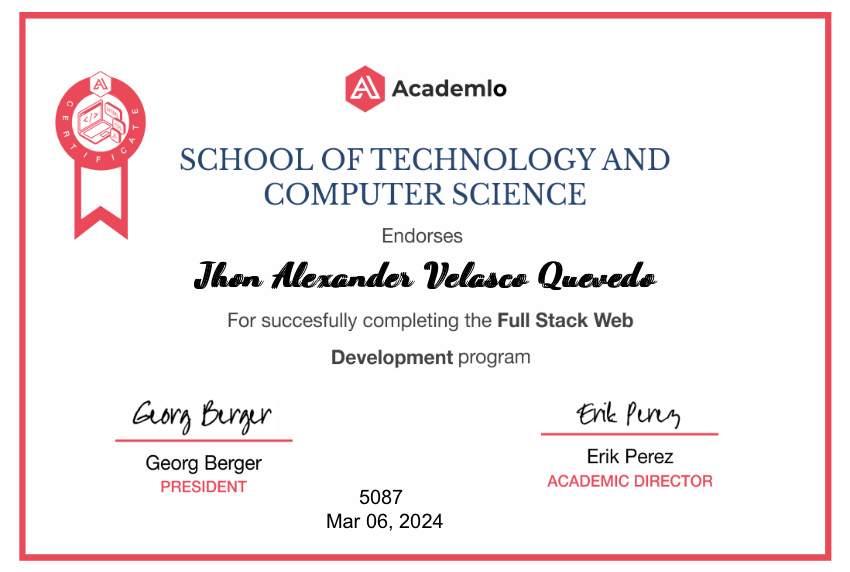 Academlo
CERTIFICATE
SCHOOL OF TECHNOLOGY AND
COMPUTER SCIENCE
Endorses
Jhon Alexander Velasco Quevedo
For succesfully completing the Full Stack Web
Development program
Georg Berger
Erik Perez
Georg Berger
Erik Perez
PRESIDENT
ACADEMIC DIRECTOR
5087
Mar 06, 2024